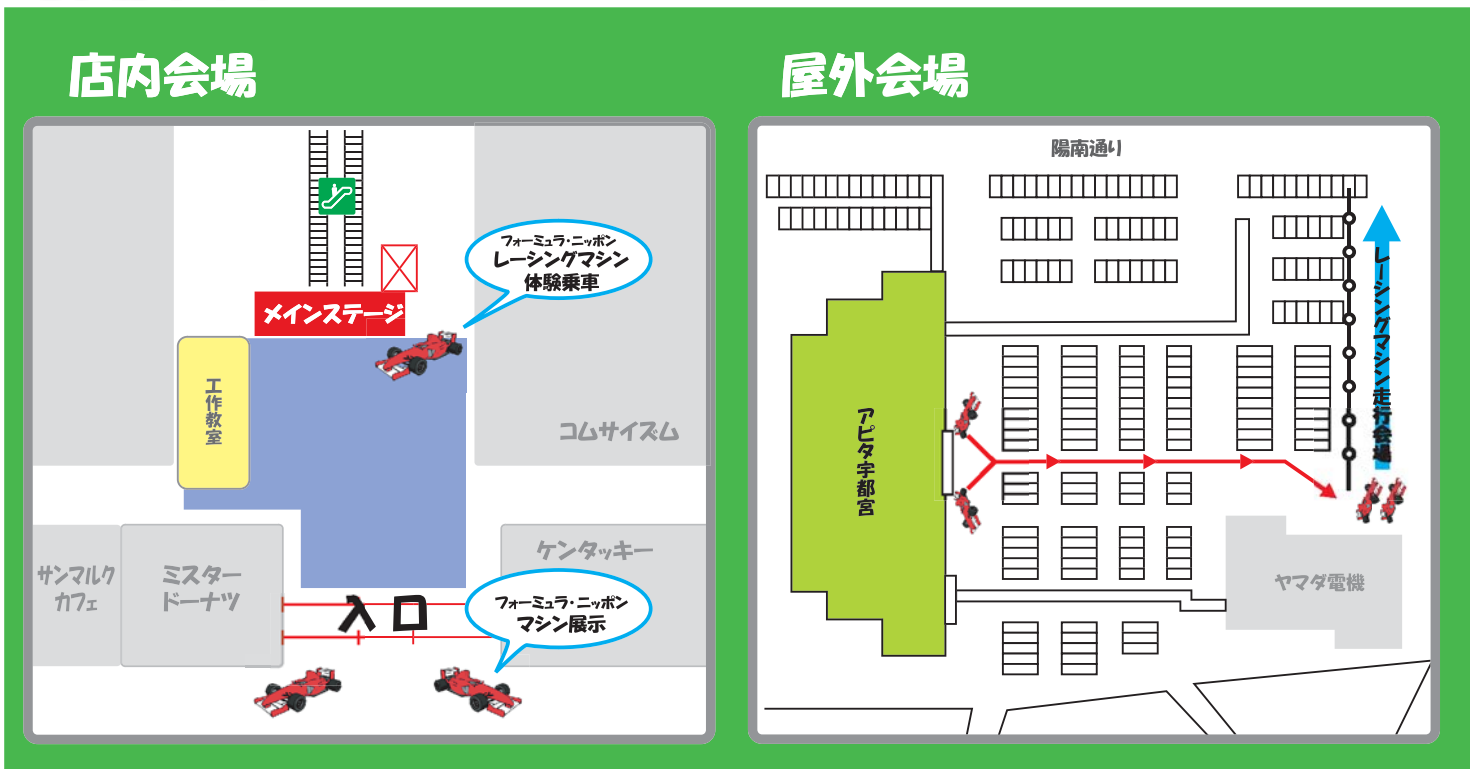 店内会場
フォーミュラ・ニッポン
レーシングマシン
体験乗車
メインステージ
工作教室
コムサイズム
サンマルク
カフェ
ミスター
ドーナツ
ケンタッキー
入口
フォーミュラ・ニッポン
マシン展示
屋外会場
陽南通り
レーシングマシン走行会場
アピタ宇都宮
ヤマダ電機